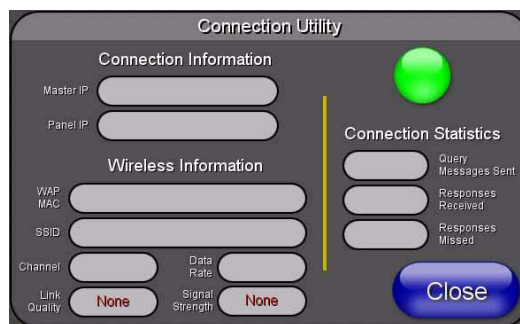 Connection Utility
Connection Information
Master IP
Panel IP
Wireless Information
WAP
MAC
SSID
Channel
Data
Rate
Link
Quality
None
Signal
Strength
None
Connection Statistics
Query
Messages Sent
Responses
Received
Responses
Missed
Close